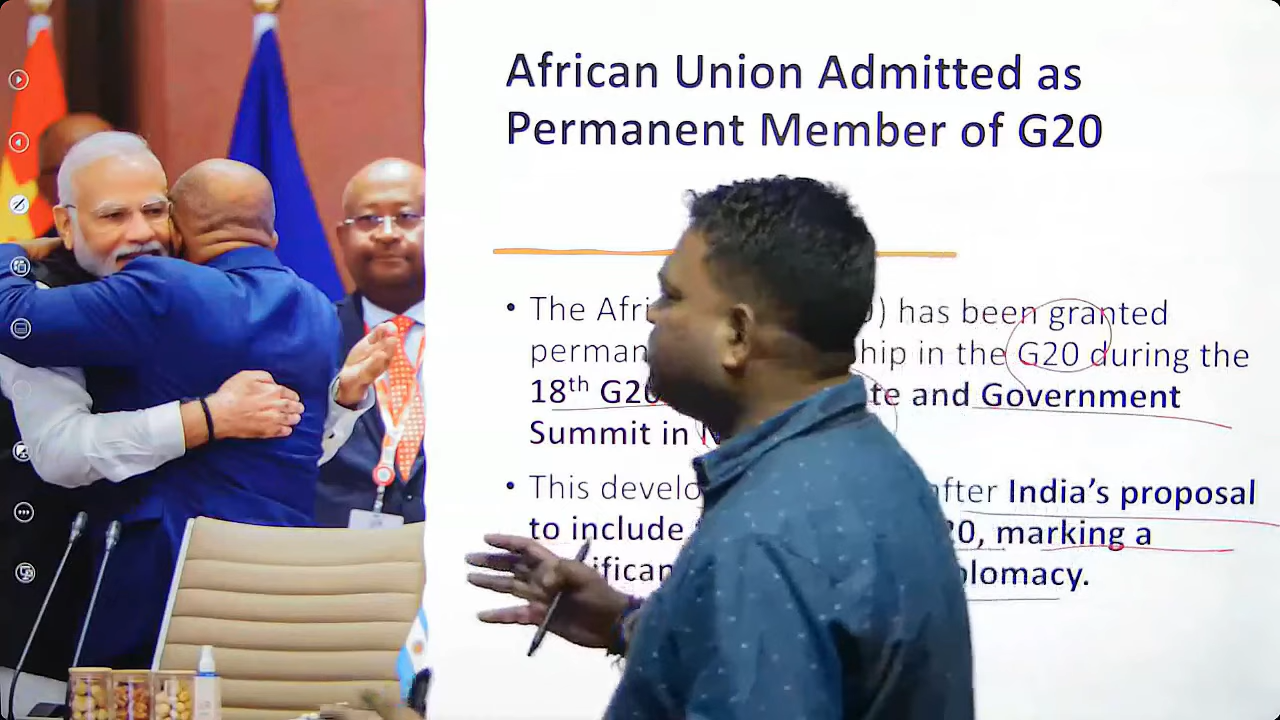 African Union Admitted as
Permanent Member of G20
• The Afri ) has been granted
perman hip in the G20 during the
18th G20 te and Government
Summit in N
• This develo fter India's proposal
to include 20, marking a
ifican lomacy.